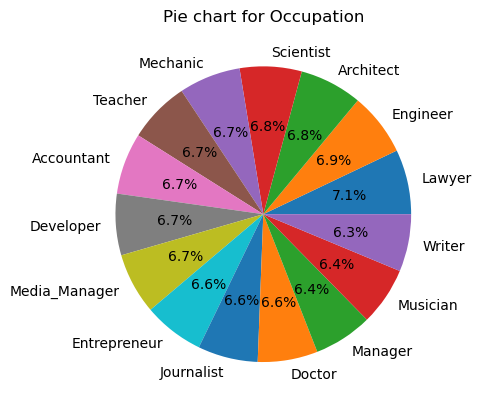 Pie chart for Occupation
Scientist
Mechanic
Architect
Teacher
Engineer
6.8%
6.7%
6.8%
6.7%
6.9%
Accountant
Lawyer
6.7%
7.1%
Developer
6.7%
6.3%
Writer
6.7%
6.4%
Media_Manager
6.6%
6.4%
6.6%
6.6%
Musician
Entrepreneur
Manager
Journalist
Doctor